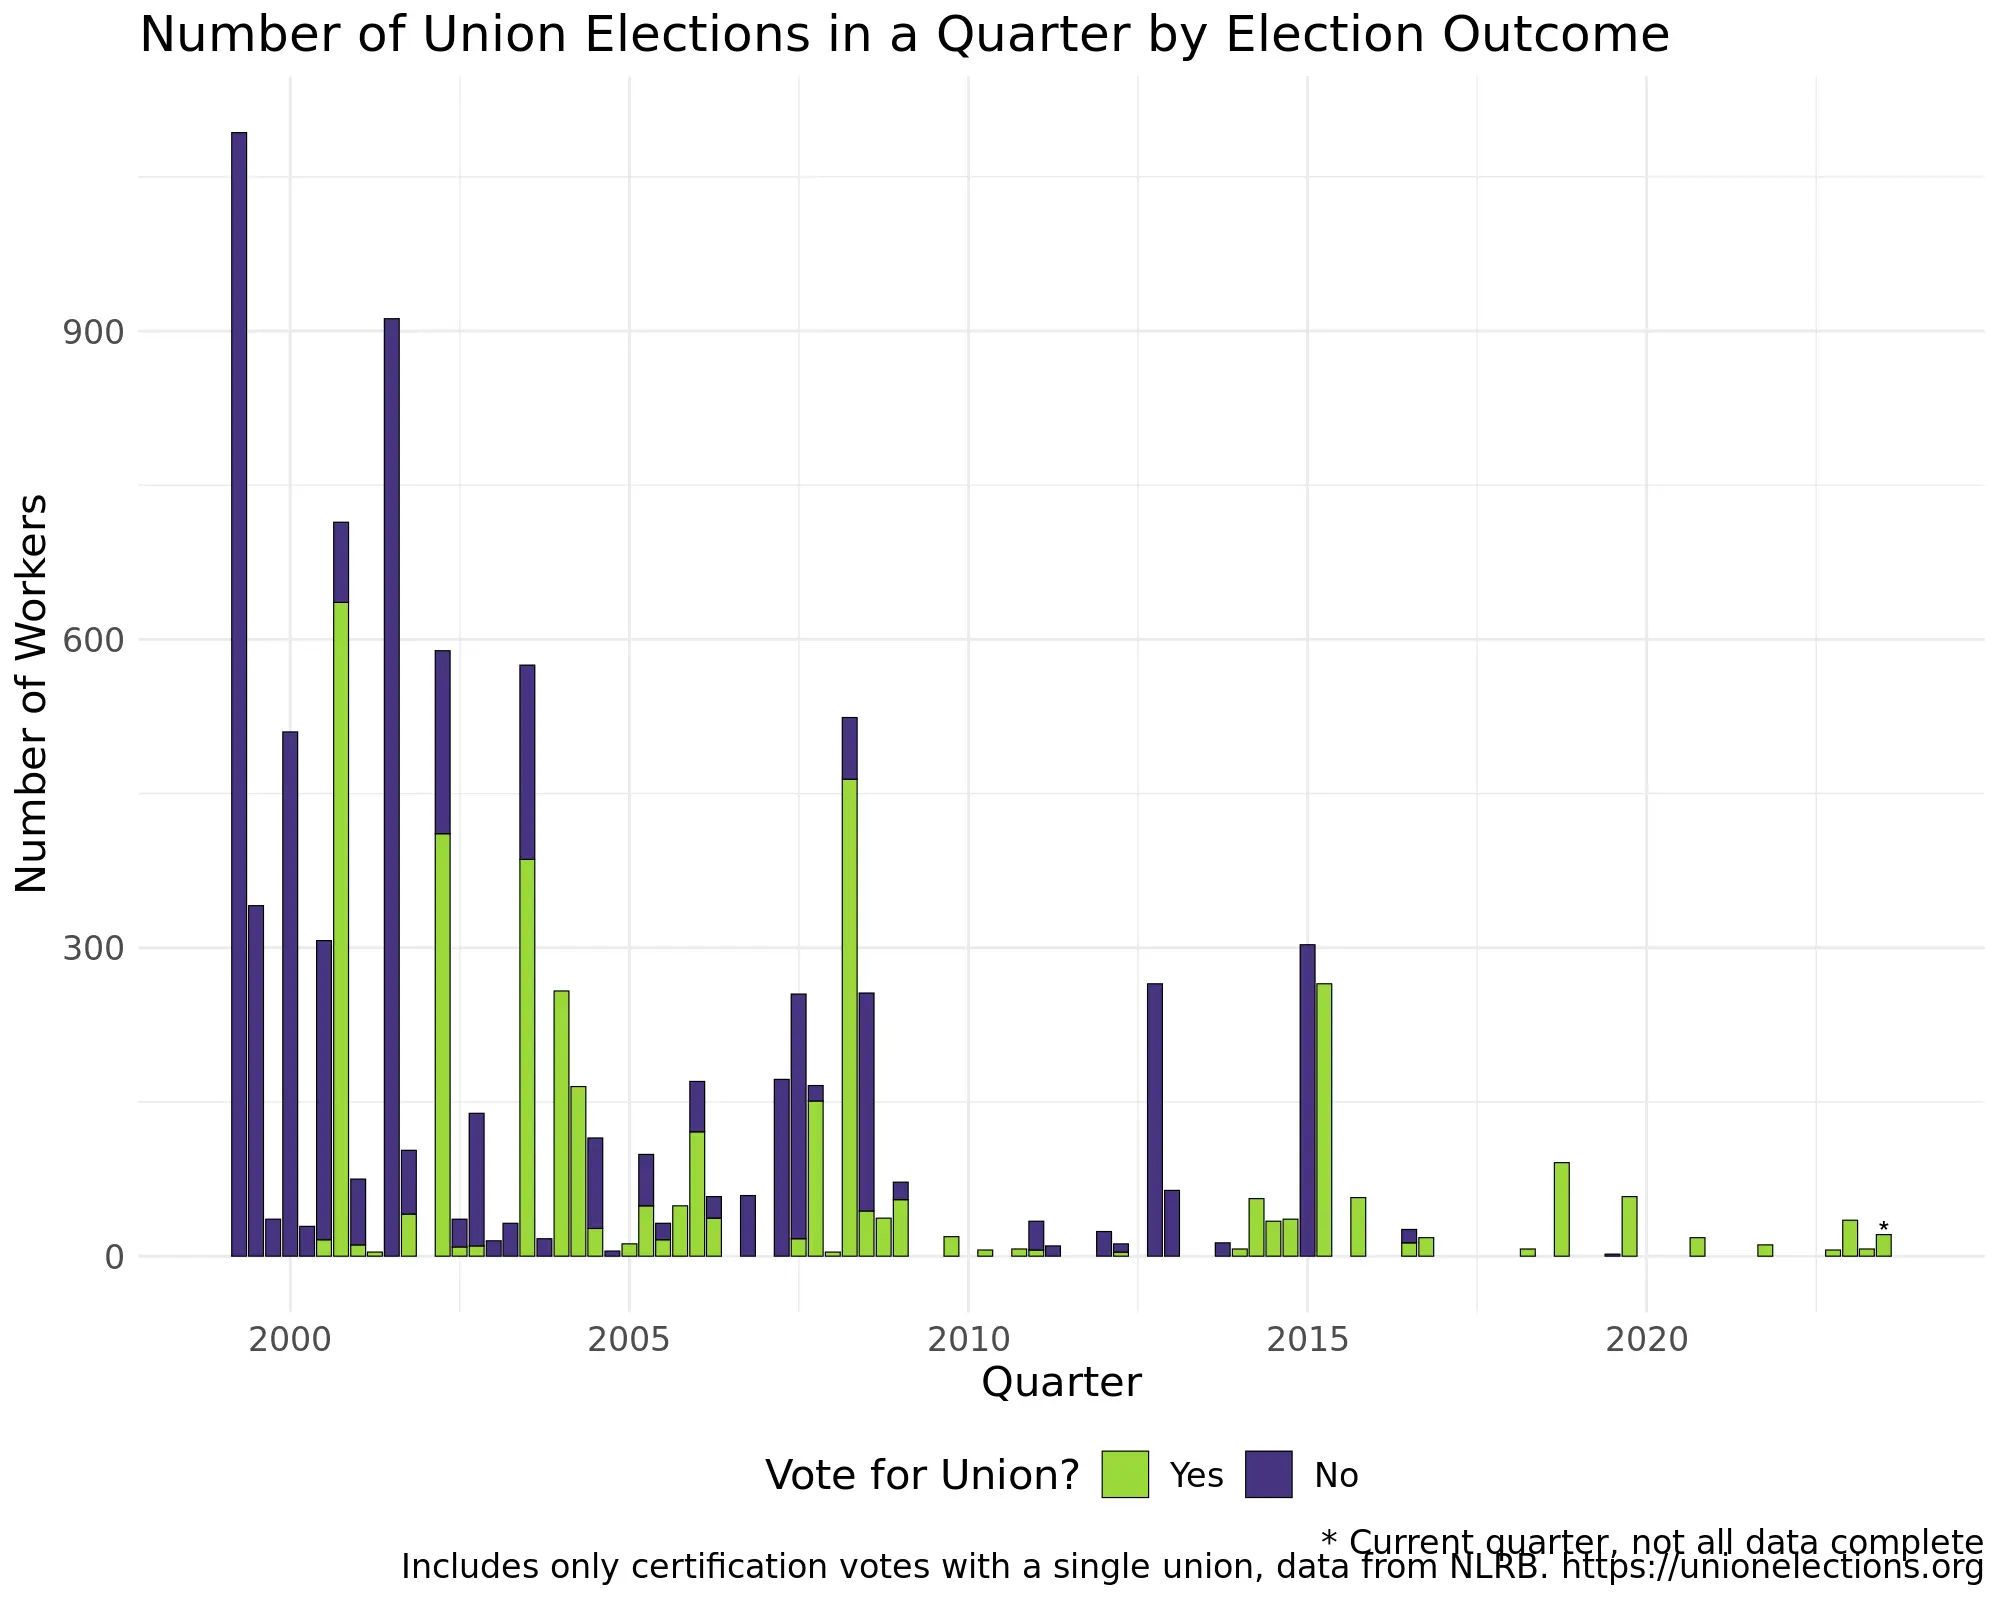 Number of Union Elections in a Quarter by Election Outcome
Number of Workers
900
600
300
0
*
2000 2005 2010 2015 2020
Quarter
Vote for Union? Yes No
* Current quarter, not all data complete
Includes only certification votes with a single union, data from NLRB. https://unionelections.org